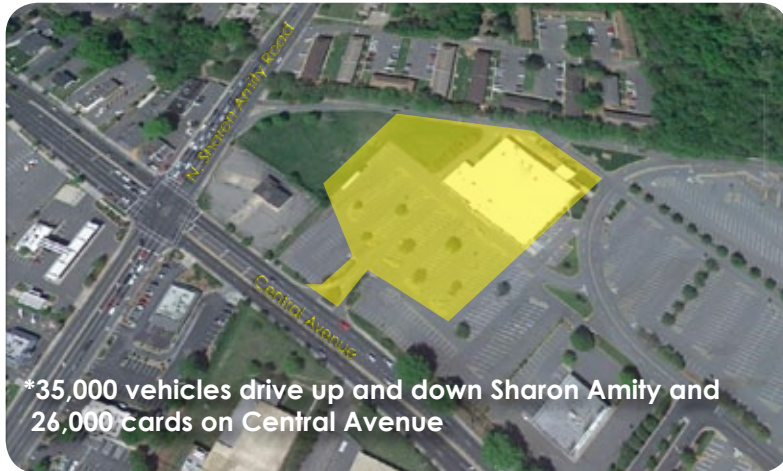 N. Sharon Amity Road
Central Avenue
*35,000 vehicles drive up and down Sharon Amity and
26,000 cards on Central Avenue